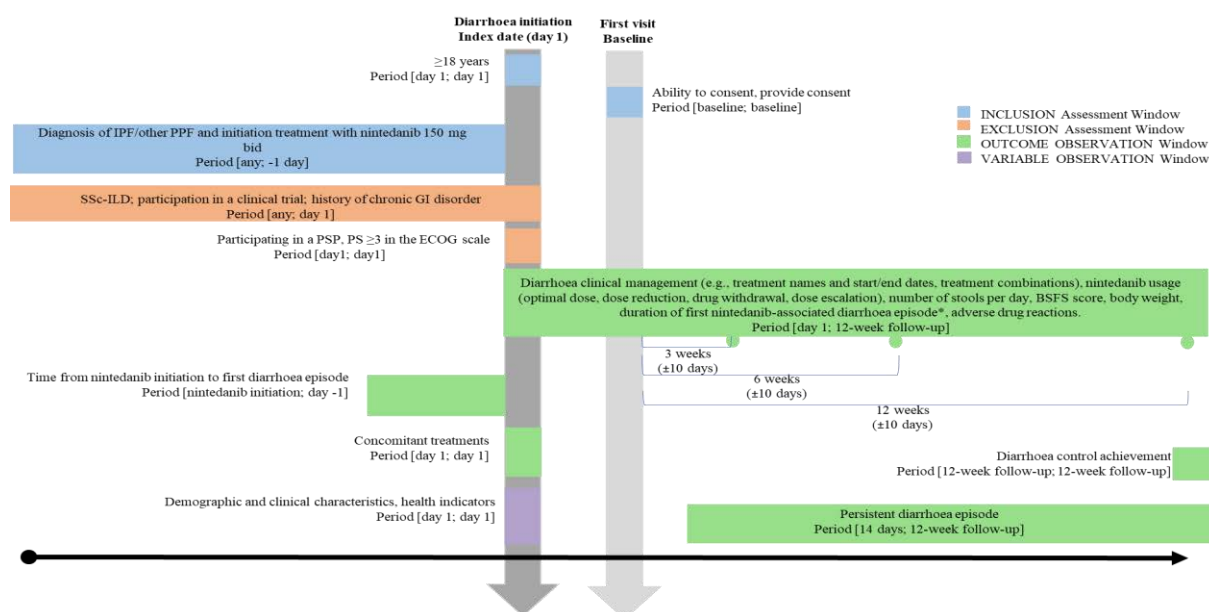 Diarrhoea initiation
Index date (day 1)
First visit
Baseline
≥18 years
Period [day 1; day 1]
Ability to consent, provide consent
Period [baseline; baseline]
INCLUSION Assessment Window
EXCLUSION Assessment Window
OUTCOME OBSERVATION Window
VARIABLE OBSERVATION Window
Diagnosis of IPF/other PPF and initiation treatment with nintedanib 150 mg
bid
Period [any; -1 day]
SSc-ILD; participation in a clinical trial; history of chronic GI disorder
Period [any; day 1]
Participating in a PSP, PS ≥3 in the ECOG scale
Period [day1; day1]
Diarrhoea clinical management (e.g., treatment names and start/end dates, treatment combinations), nintedanib usage
(optimal dose, dose reduction, drug withdrawal, dose escalation), number of stools per day, BSFS score, body weight,
duration of first nintedanib-associated diarrhoea episode*, adverse drug reactions.
Period [day 1; 12-week follow-up]
3 weeks
(±10 days)
6 weeks
(±10 days)
12 weeks
(±10 days)
Time from nintedanib initiation to first diarrhoea episode
Period [nintedanib initiation; day -1]
Concomitant treatments
Period [day 1; day 1]
Diarrhoea control achievement
Period [12-week follow-up; 12-week follow-up]
Demographic and clinical characteristics, health indicators
Period [day 1; day 1]
Persistent diarrhoea episode
Period [14 days; 12-week follow-up]